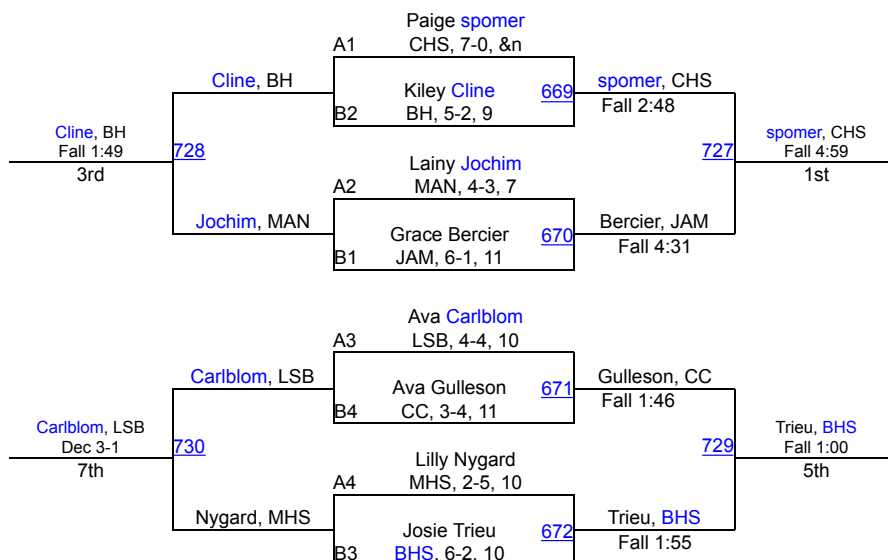 Paige spomer
A1
CHS, 7-0, &n
Cline, BH
Kiley Cline
669
spomer, CHS
B2
BH, 5-2, 9
Fall 2:48
Cline, BH
Fall 1:49
3rd
728
727
spomer, CHS
Fall 4:59
1st
Lainy Jochim
A2
MAN, 4-3, 7
Jochim, MAN
Grace Bercier
670
Bercier, JAM
B1
JAM, 6-1, 11
Fall 4:31
Ava Carlblom
A3
LSB, 4-4, 10
Carlblom, LSB
Ava Gulleson
671
Gulleson, CC
B4
CC, 3-4, 11
Fall 1:46
Carlblom, LSB
Dec 3-1
7th
730
729
Trieu, BHS
Fall 1:00
5th
Lilly Nygard
A4
MHS, 2-5, 10
Nygard, MHS
Josie Trieu
672
Trieu, BHS
B3
BHS, 6-2, 10
Fall 1:55